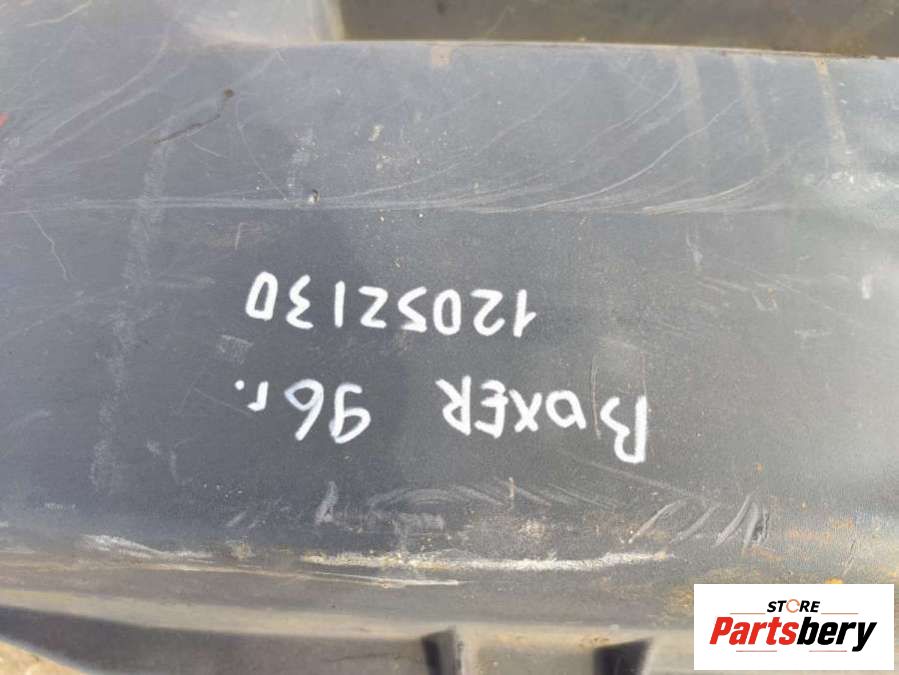 BOXER 96г.
12052130
STORE
Partsbery